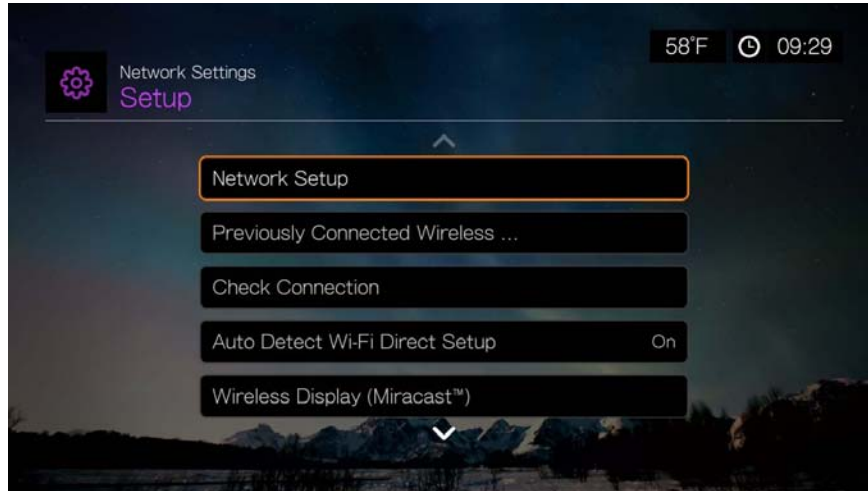 58°F 09:29
Network Settings
Setup
Network Setup
Previously Connected Wireless ...
Check Connection
Auto Detect Wi-Fi Direct Setup On
Wireless Display (Miracast™)